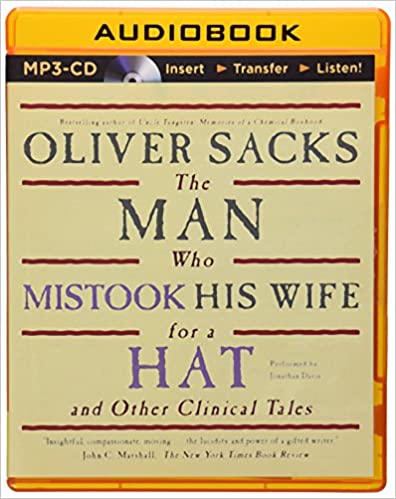 AUDIOBOOK
MP3-CD Insert ▶ Transfer ▶ Listen!
Bestselling author of Uncle Tungsten: Memories of a Chemical Boyhood
OLIVER SACKS
The
MAN
Who
MISTOOK HIS WIFE
for a
HAT
Performed by
Jonathan Davis
and Other Clinical Tales
"Insightful, compassionate, moving . . . the lucidity and power of a gifted writer."
John C. Marshall, The New York Times Book Review